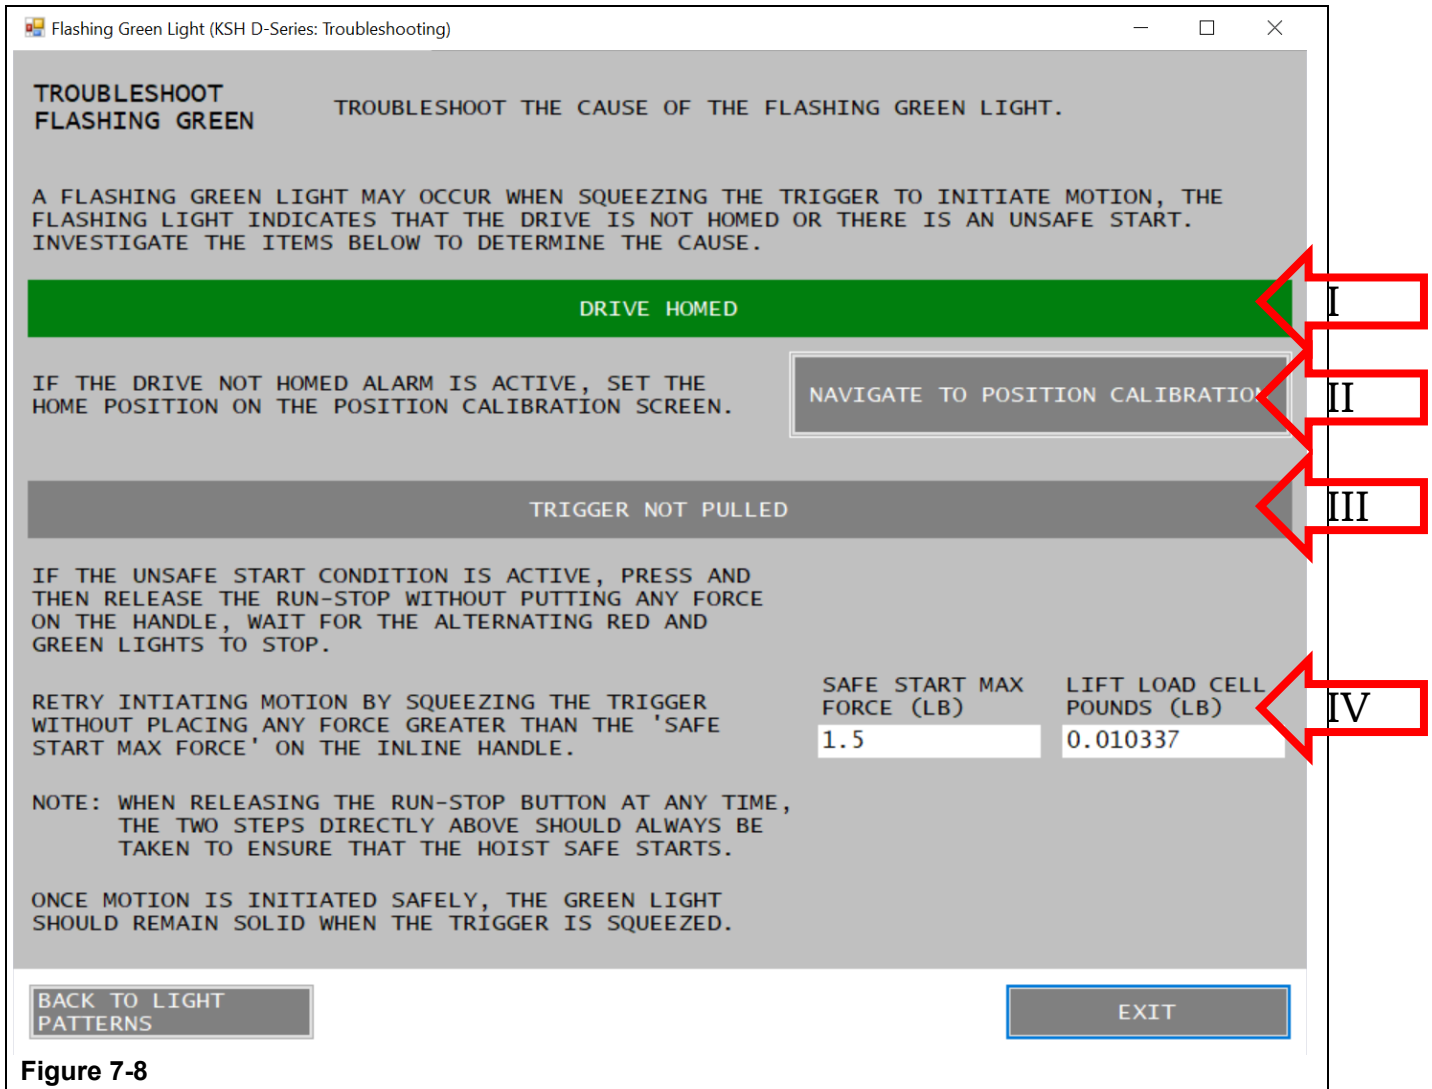 Flashing Green Light (KSH D-Series: Troubleshooting)
TROUBLESHOOT
FLASHING GREEN
TROUBLESHOOT THE CAUSE OF THE FLASHING GREEN LIGHT.
A FLASHING GREEN LIGHT MAY OCCUR WHEN SQUEEZING THE TRIGGER TO INITIATE MOTION, THE
FLASHING LIGHT INDICATES THAT THE DRIVE IS NOT HOMED OR THERE IS AN UNSAFE START.
INVESTIGATE THE ITEMS BELOW TO DETERMINE THE CAUSE.
DRIVE HOMED
I
IF THE DRIVE NOT HOMED ALARM IS ACTIVE, SET THE
HOME POSITION ON THE POSITION CALIBRATION SCREEN.
NAVIGATE TO POSITION CALIBRATION
II
TRIGGER NOT PULLED
III
IF THE UNSAFE START CONDITION IS ACTIVE, PRESS AND
THEN RELEASE THE RUN-STOP WITHOUT PUTTING ANY FORCE
ON THE HANDLE, WAIT FOR THE ALTERNATING RED AND
GREEN LIGHTS TO STOP.
RETRY INTIATING MOTION BY SQUEEZING THE TRIGGER
WITHOUT PLACING ANY FORCE GREATER THAN THE 'SAFE
START MAX FORCE' ON THE INLINE HANDLE.
SAFE START MAX
FORCE (LB)
1.5
LIFT LOAD CELL
POUNDS (LB)
0.010337
IV
NOTE: WHEN RELEASING THE RUN-STOP BUTTON AT ANY TIME,
THE TWO STEPS DIRECTLY ABOVE SHOULD ALWAYS BE
TAKEN TO ENSURE THAT THE HOIST SAFE STARTS.
ONCE MOTION IS INITIATED SAFELY, THE GREEN LIGHT
SHOULD REMAIN SOLID WHEN THE TRIGGER IS SQUEEZED.
BACK TO LIGHT
PATTERNS
EXIT
Figure 7-8